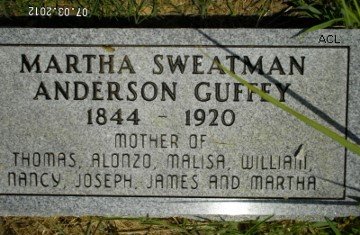 07.03.2012
ACL
MARTHA SWEATMAN
ANDERSON GUFFEY
1844 - 1920
MOTHER OF
THOMAS, ALONZO, MALISA, WILLIAM,
NANCY, JOSEPH, JAMES AND MARTHA